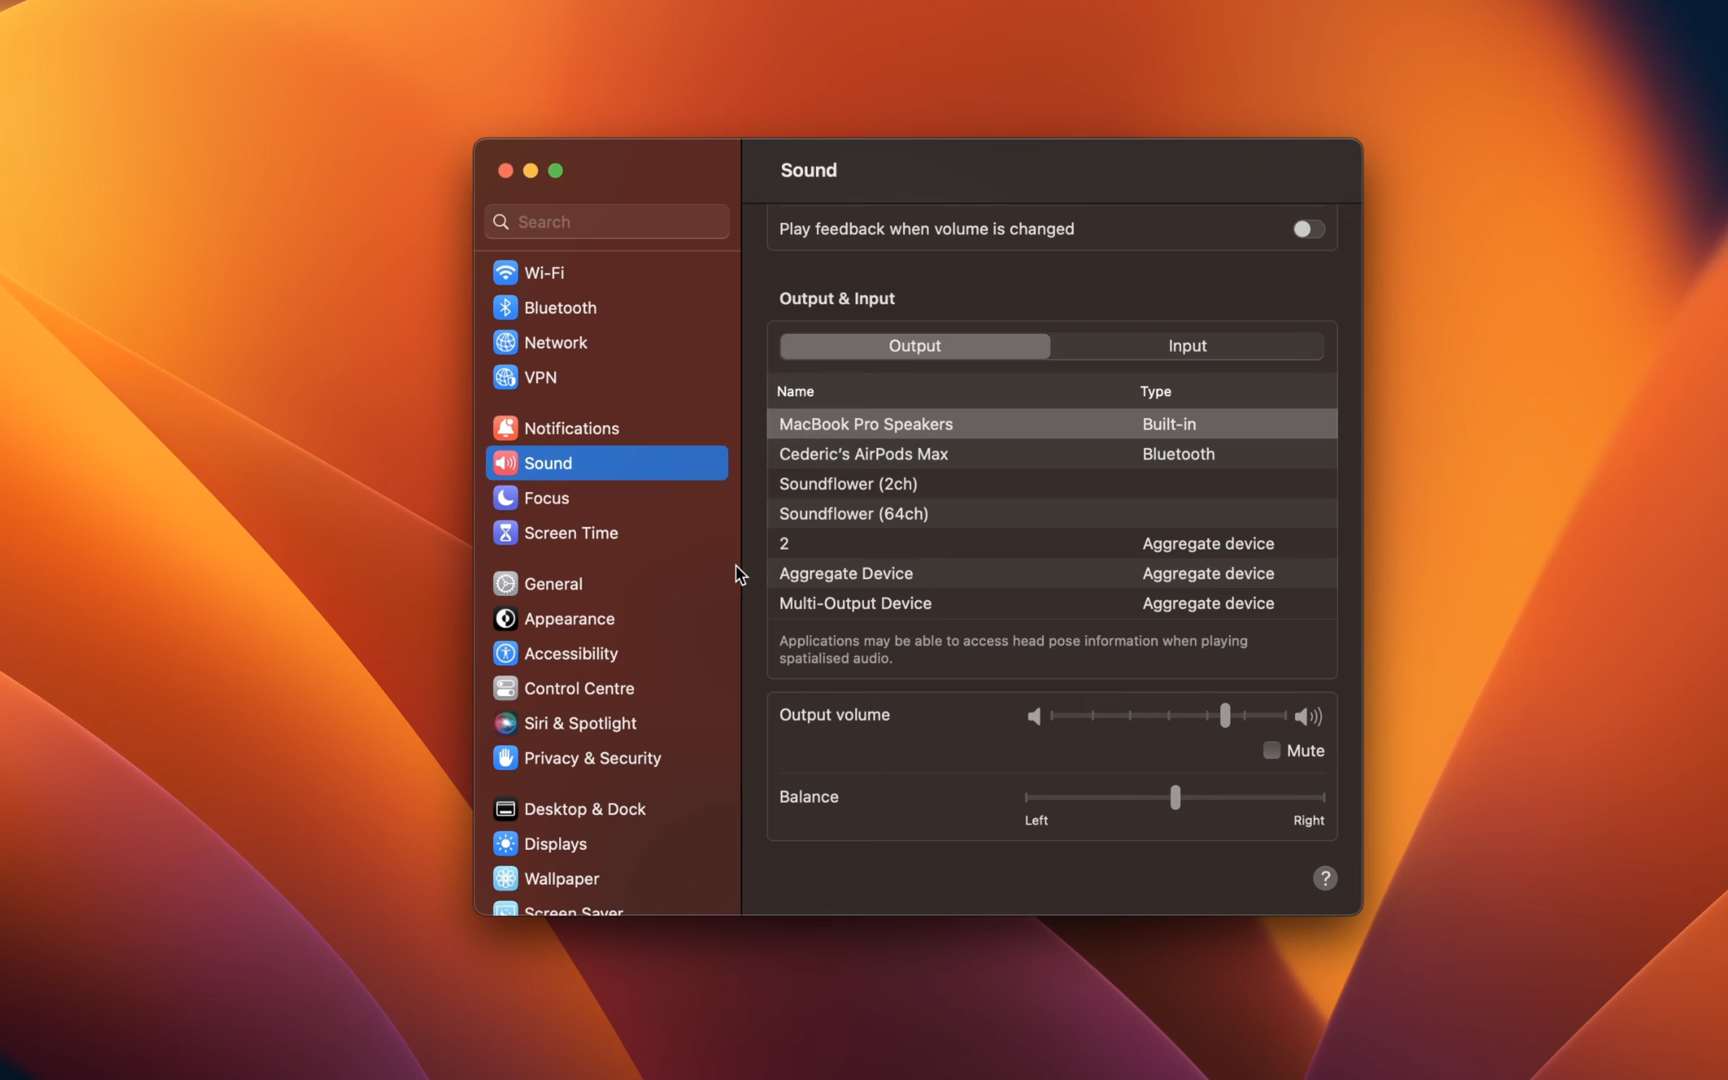 Sound
Search
Wi-Fi
Bluetooth
Network
VPN
Notifications
Sound
Focus
Screen Time
General
Appearance
Accessibility
Control Centre
Siri & Spotlight
Privacy & Security
Desktop & Dock
Displays
Wallpaper
Screen Saver
Play feedback when volume is changed
Output & Input
Output Input
Name Type
MacBook Pro Speakers Built-in
Cederic’s AirPods Max Bluetooth
Soundflower (2ch)
Soundflower (64ch)
2 Aggregate device
Aggregate Device Aggregate device
Multi-Output Device Aggregate device
Applications may be able to access head pose information when playing
spatialised audio.
Output volume
Mute
Balance
Left Right
?